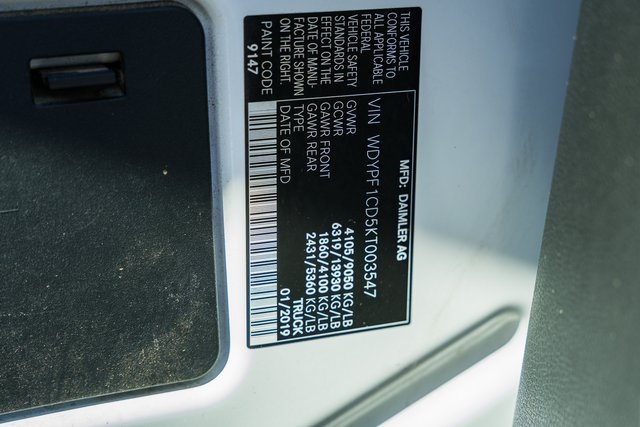 MFD: DAIMLER AG
VIN WDYPF1CD5KT003547
GVWR 4105/9050 KG/LB
GCWR 6319/13930 KG/LB
GAWR FRONT 1860/4100 KG/LB
GAWR REAR 2431/5360 KG/LB
TYPE TRUCK
DATE OF MFD 01/2019
THIS VEHICLE
CONFORMS TO
ALL APPLICABLE
FEDERAL
VEHICLE SAFETY
STANDARDS IN
EFFECT ON THE
DATE OF MANU-
FACTURE SHOWN
ON THE RIGHT.
PAINT CODE
9147